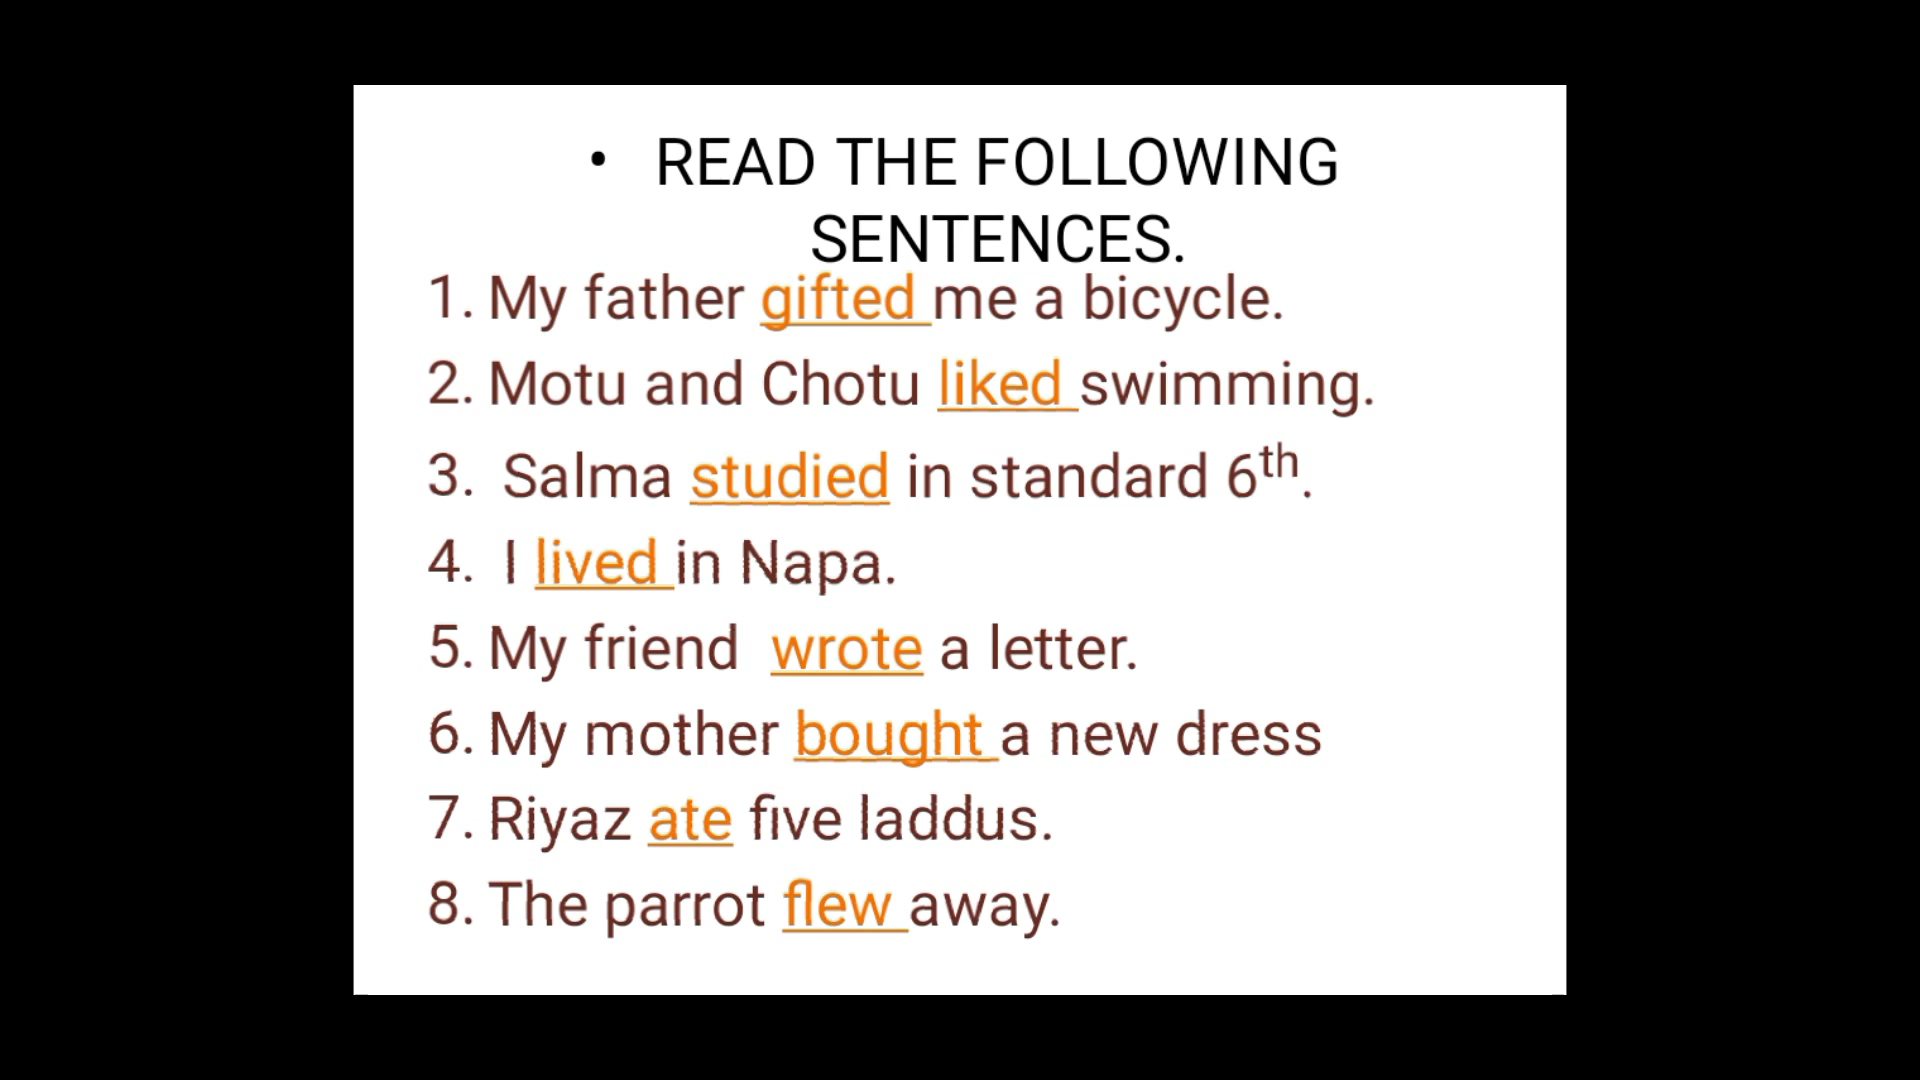 • READ THE FOLLOWING
SENTENCES.
1. My father gifted me a bicycle.
2. Motu and Chotu liked swimming.
3. Salma studied in standard 6th.
4. I lived in Napa.
5. My friend wrote a letter.
6. My mother bought a new dress
7. Riyaz ate five laddus.
8. The parrot flew away.